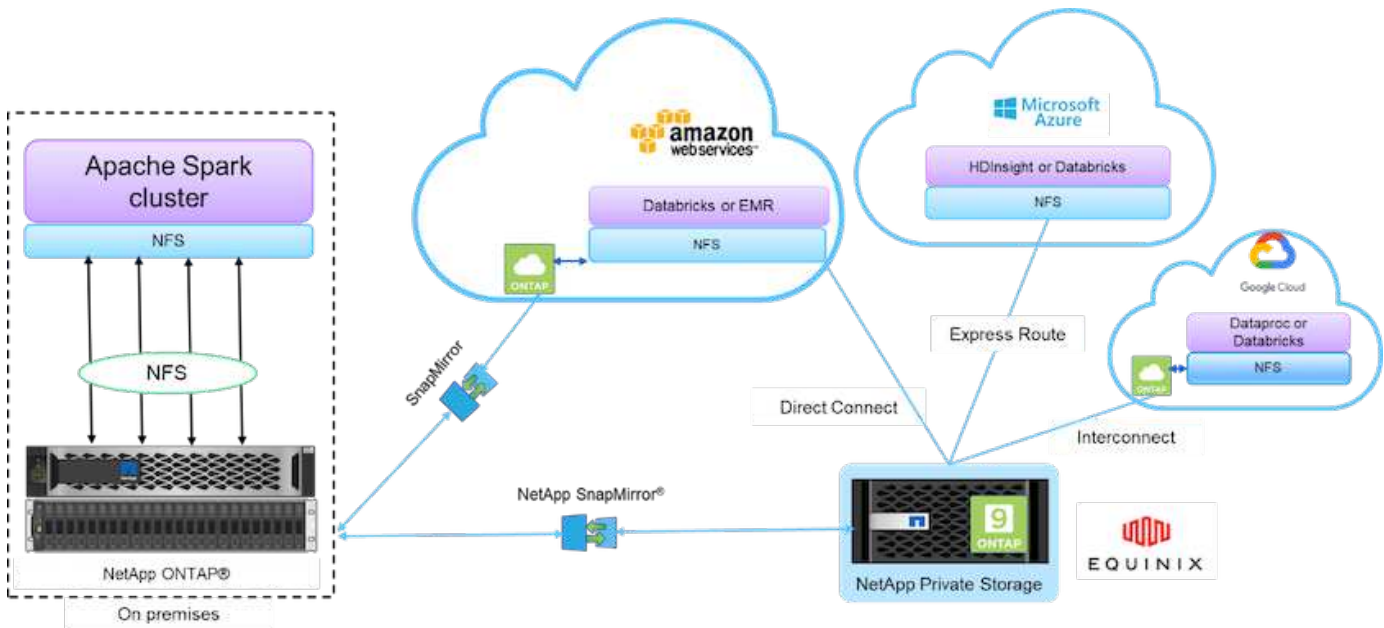 Apache Spark
cluster
NFS
NFS
NetApp ONTAP®
On premises
amazon
webservices™
Databricks or EMR
NFS
ONTAP
SnapMirror
NetApp SnapMirror®
Microsoft
Azure
HDInsight or Databricks
NFS
Express Route
Direct Connect
Google Cloud
Dataproc or
Databricks
NFS
ONTAP
Interconnect
9
ONTAP
NetApp Private Storage
EQUINIX